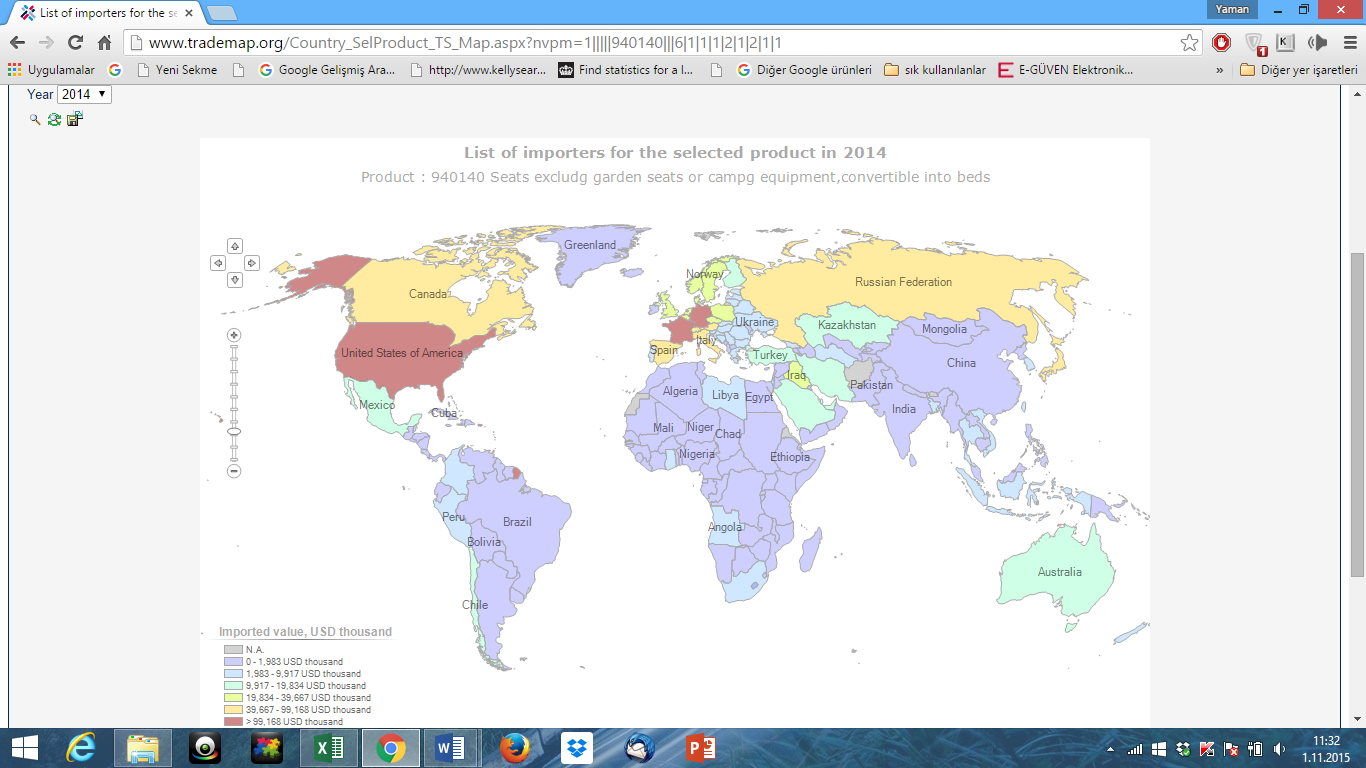 List of importers for the se
Yaman
www.trademap.org/Country_SelProduct_TS_Map.aspx?nvpm=1|||||940140|||6|1|1|1|2|1|2|1|1
1
K
Uygulamalar
Yeni Sekme
Google Gelişmiş Ara...
http://www.kellysear...
Find statistics for a l...
Diğer Google ürünleri
sık kullanılanlar
E-GÜVEN Elektronik...
»
Diğer yer işaretleri
Year 2014
List of importers for the selected product in 2014
Product : 940140 Seats excludg garden seats or campg equipment,convertible into beds
Greenland
Norway
Russian Federation
Canada
Ukraine
Kazakhstan
Mongolia
United States of America
Spain
Italy
Turkey
China
Iraq
Pakistan
Algeria
Libya
Egypt
Mexico
Cuba
India
Mali
Niger
Chad
Nigeria
Ethiopia
Peru
Brazil
Angola
Bolivia
Australia
Chile
Imported value, USD thousand
N.A.
0 - 1,983 USD thousand
1,983 - 9,917 USD thousand
9,917 - 19,834 USD thousand
19,834 - 39,667 USD thousand
39,667 - 99,168 USD thousand
> 99,168 USD thousand
11:32
1.11.2015